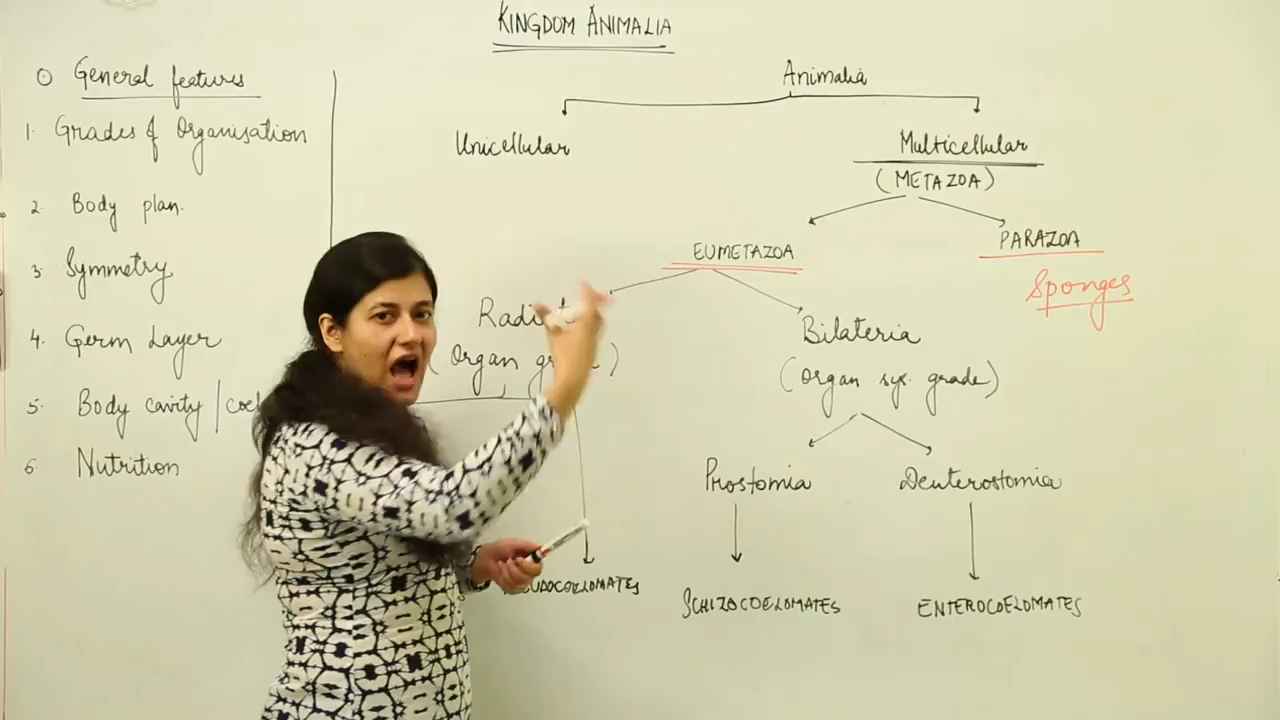 KINGDOM ANIMALIA
General features
1. Grades of Organisation
2. Body plan.
3. Symmetry
4. Germ Layer
5. Body cavity /
6. Nutrition
Animalia
Unicellular
Multicellular
(METAZOA)
EUMETAZOA
PARAZOA
Sponges
(Organ
Bilateria
(Organ sys. grade)
Prostomia
Deuterostomia
SCHIZOCOELOMATES
ENTEROCOELOMATES